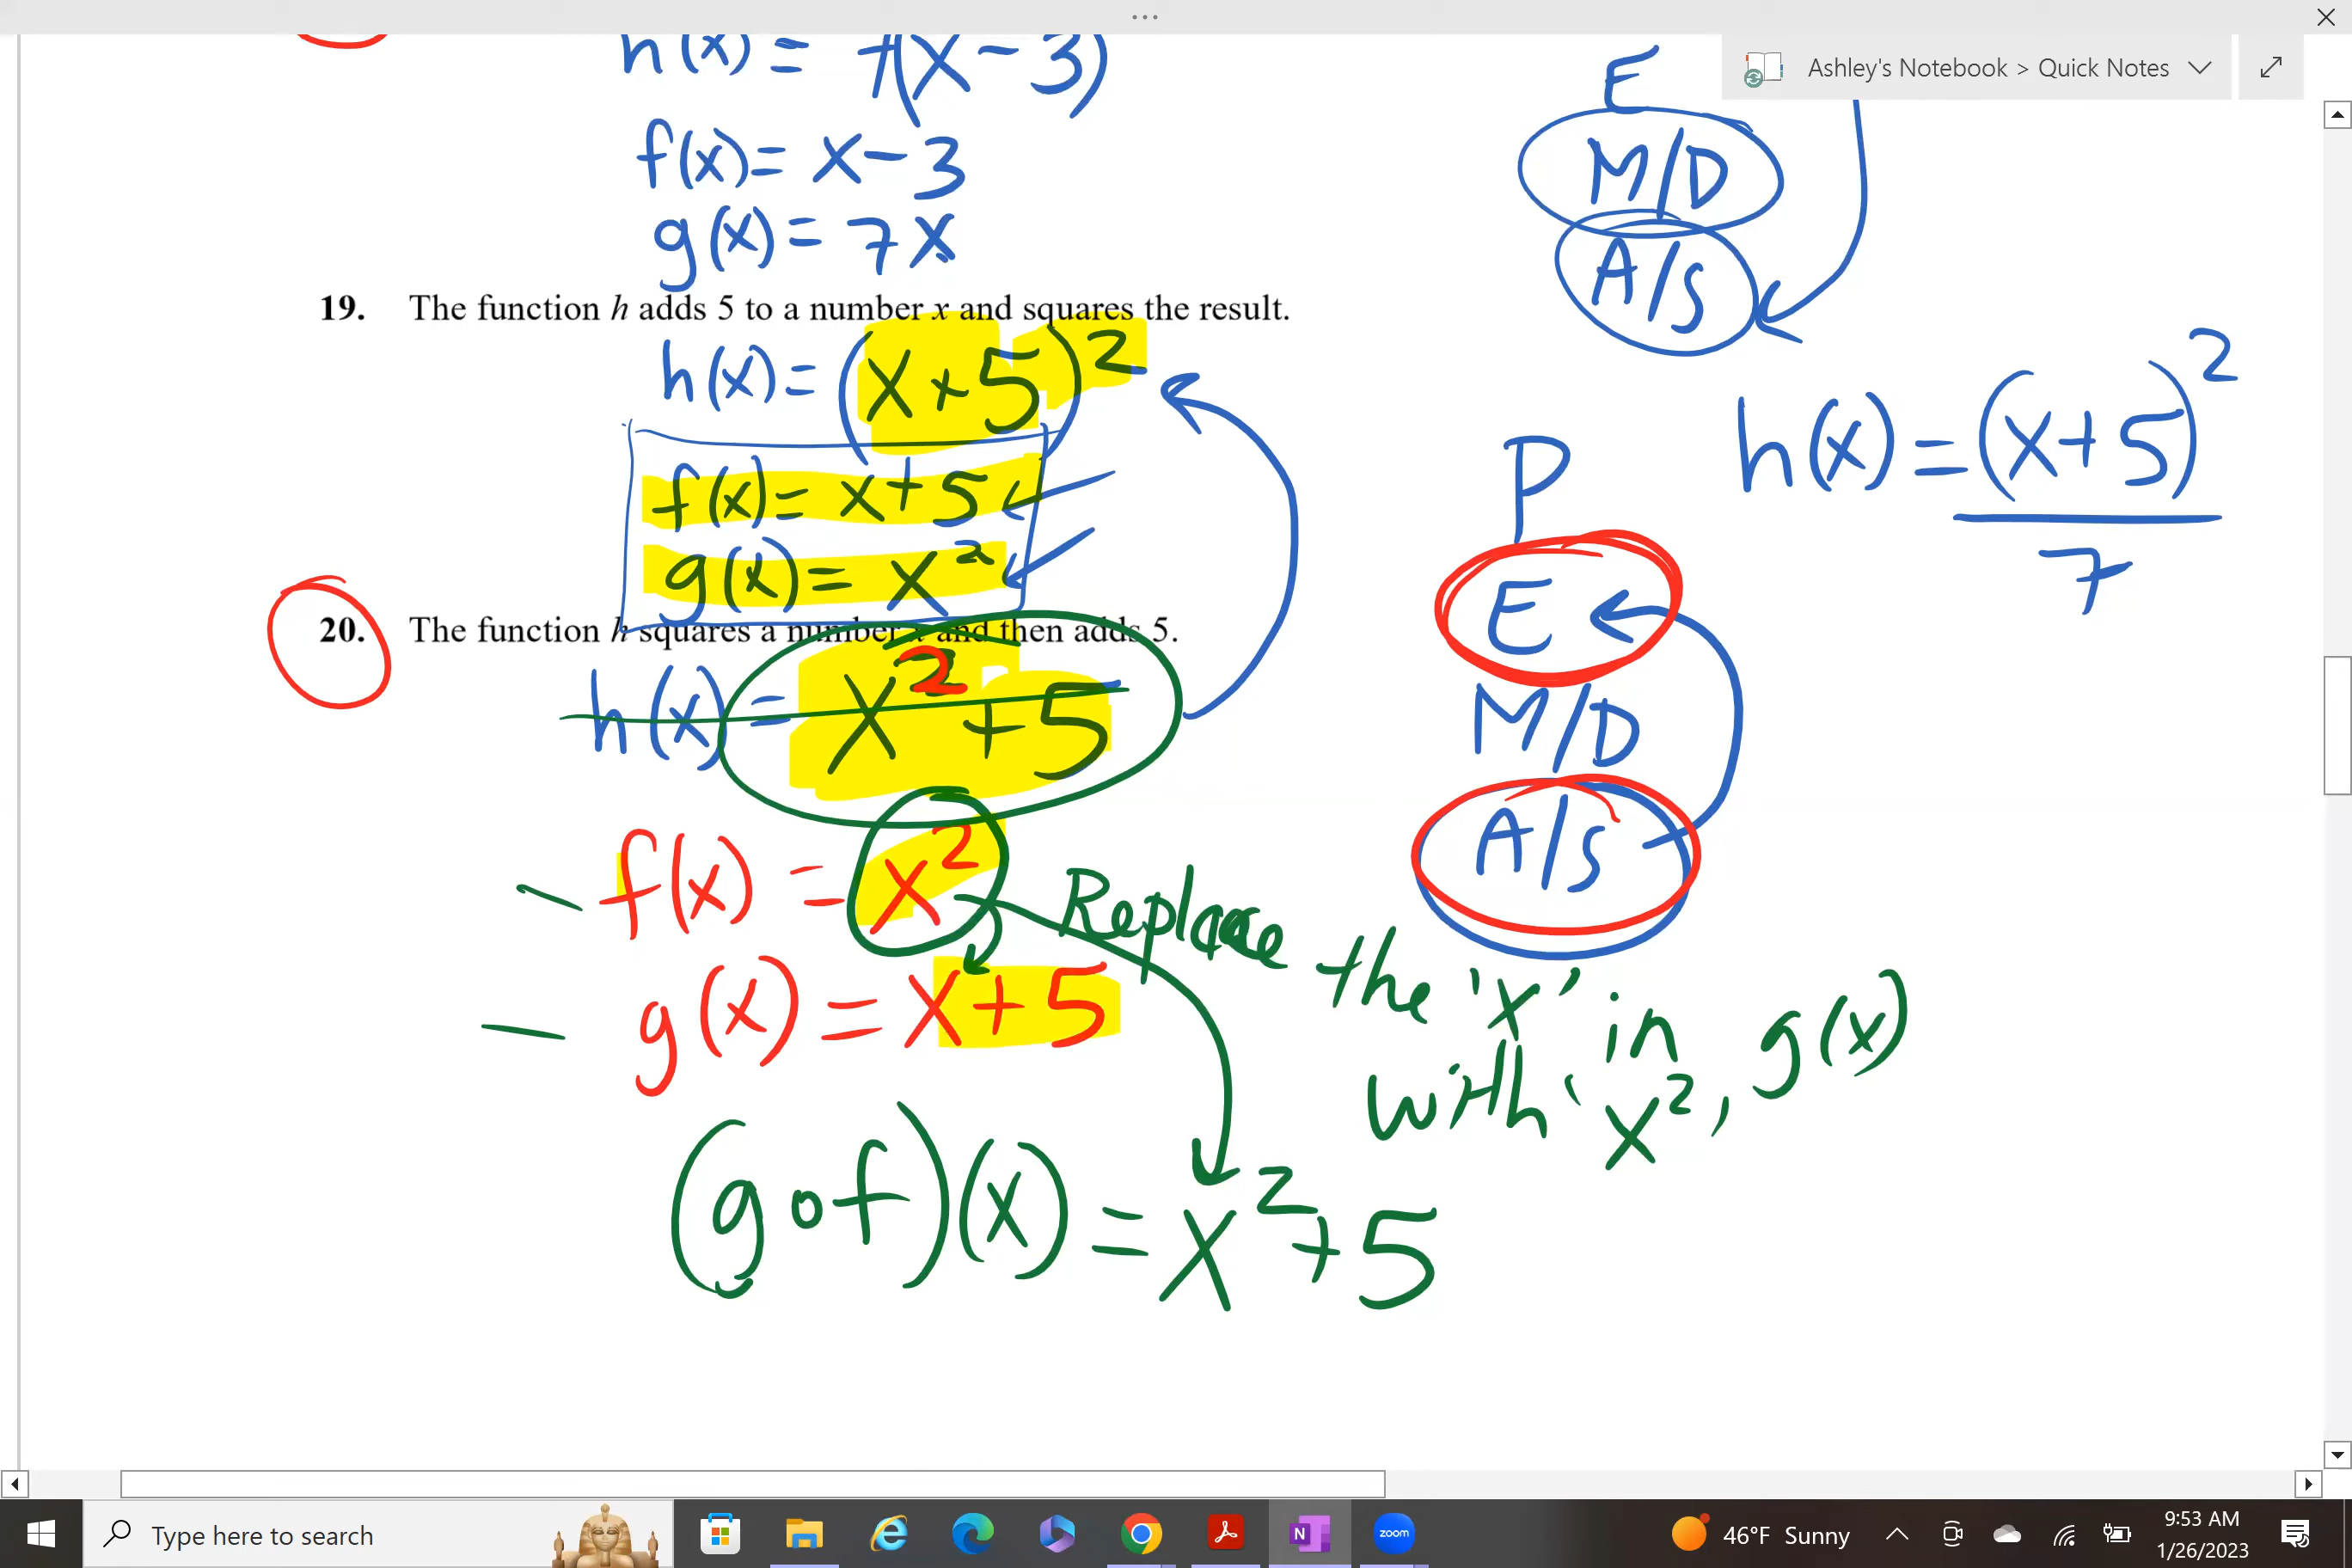 Ashley's Notebook > Quick Notes
h(x) = 7(x-3)
f(x) = x-3
g(x) = 7x
E
M/D
A/S
19. The function h adds 5 to a number x and squares the result.
h(x) = (x+5)²
f(x) = x+5
g(x) = x²
h(x) = (x+5)²
7
P
E
M/D
A/S
20. The function h squares a number x and then adds 5.
h(x) = x²+5
f(x) = x²
g(x) = x+5
Replace the 'x' in g(x)
with 'x²'
(g∘f)(x) = x²+5
Type here to search
N
zoom
46°F Sunny
9:53 AM
1/26/2023